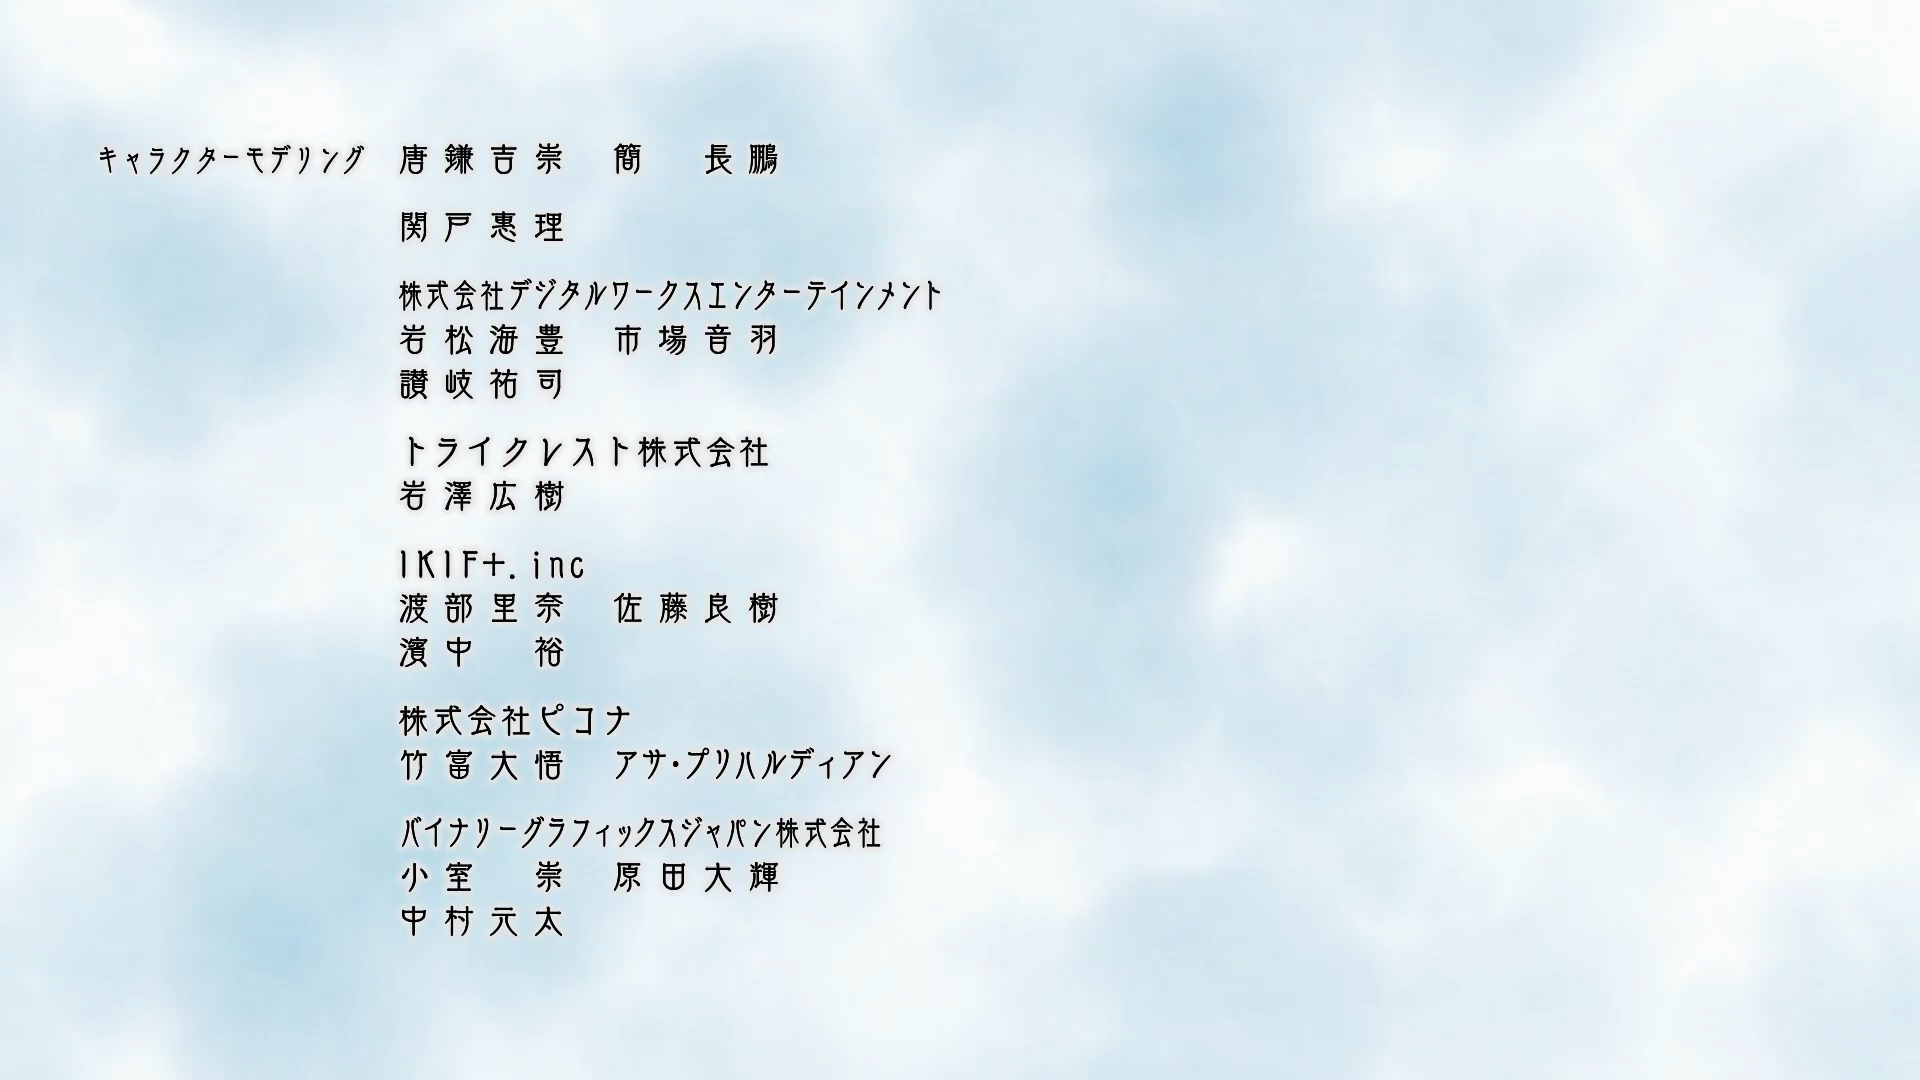 キャラクターモデリング 唐鎌吉崇 簡 長鵬
関戸惠理
株式会社デジタルワークスエンターテインメント
岩松海豊 市場音羽
讃岐祐司
トライクレスト株式会社
岩澤広樹
IKIF+. inc
渡部里奈 佐藤良樹
濱中 裕
株式会社ピコナ
竹富大悟 アサ・プリハルディアン
バイナリーグラフィックスジャパン株式会社
小室 崇 原田大輝
中村元太